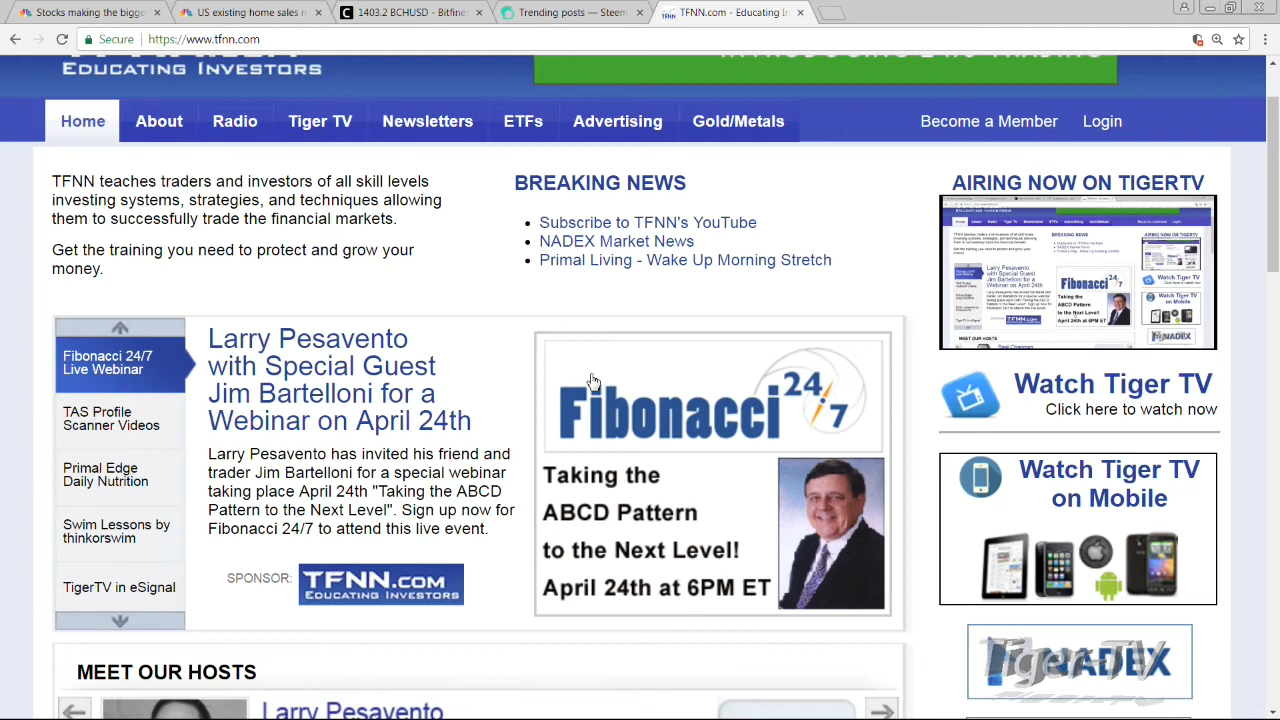 Stocks making the bigges
US existing home sales r
1403.2 BCHUSD - Bitfine
Trending posts — Steem
TFNN.com - Educating In
Secure
https://www.tfnn.com
EDUCATING INVESTORS
Home
About
Radio
Tiger TV
Newsletters
ETFs
Advertising
Gold/Metals
Become a Member
Login
TFNN teaches traders and investors of all skill levels
investing systems, strategies, and techniques allowing
them to successfully trade the financial markets.
Get the training you need to protect and grow your
money.
BREAKING NEWS
Subscribe to TFNN's YouTube
NADEX Market News
Primal Living - Wake Up Morning Stretch
Fibonacci 24/7
Live Webinar
TAS Profile
Scanner Videos
Primal Edge
Daily Nutrition
Swim Lessons by
thinkorswim
TigerTV in eSignal
Larry Pesavento
with Special Guest
Jim Bartelloni for a
Webinar on April 24th
Larry Pesavento has invited his friend and
trader Jim Bartelloni for a special webinar
taking place April 24th "Taking the ABCD
Pattern to the Next Level". Sign up now for
Fibonacci 24/7 to attend this live event.
SPONSOR:
TFNN.COM
EDUCATING INVESTORS
Fibonacci 24/7
Taking the
ABCD Pattern
to the Next Level!
April 24th at 6PM ET
AIRING NOW ON TIGERTV
Watch Tiger TV
Click here to watch now
Watch Tiger TV
on Mobile
NADEX
Tiger-TV
MEET OUR HOSTS
Larry Pesavento